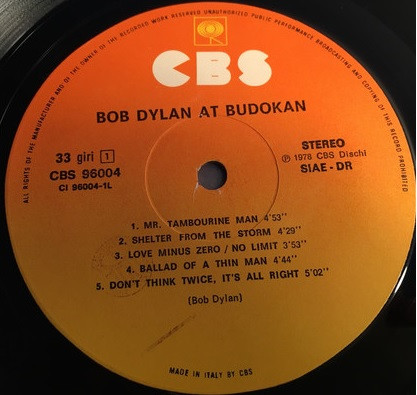 ALL RIGHTS OF THE MANUFACTURER AND OF THE OWNER OF THE RECORDED WORK RESERVED UNAUTHORIZED PUBLIC PERFORMANCE BROADCASTING AND COPYING OF THIS RECORD PROHIBITED
CBS
BOB DYLAN AT BUDOKAN
33 giri 1
CBS 96004
CI 96004-1L
STEREO
℗ 1978 CBS Dischi
SIAE - DR
1. MR. TAMBOURINE MAN 4'53''
2. SHELTER FROM THE STORM 4'29''
3. LOVE MINUS ZERO / NO LIMIT 3'53''
4. BALLAD OF A THIN MAN 4'44''
5. DON'T THINK TWICE, IT'S ALL RIGHT 5'02''
(Bob Dylan)
MADE IN ITALY BY CBS